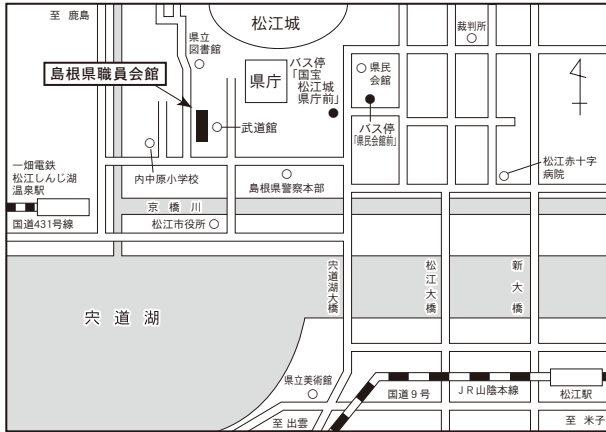 至 鹿島
松江城
県立
図書館
島根県職員会館
県庁
バス停
「国宝
松江城
県庁前」
県民
会館
裁判所
武道館
バス停
「県民会館前」
一畑電鉄
松江しんじ湖
温泉駅
内中原小学校
島根県警察本部
松江赤十字
病院
京橋川
国道431号線
松江市役所
宍道湖
宍道湖大橋
松江大橋
新大橋
県立美術館
国道9号
JR山陰本線
松江駅
至 出雲
至 米子